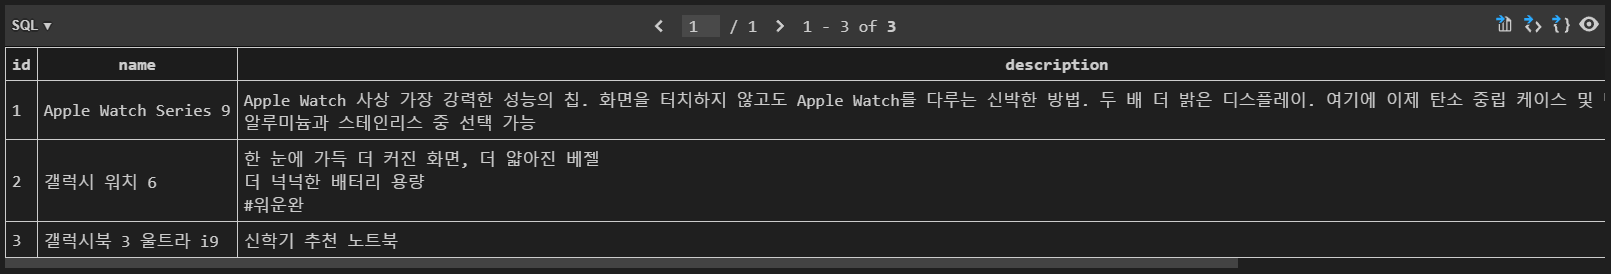 SQL ▼ < 1 / 1 > 1 - 3 of 3
id name description
1 Apple Watch Series 9 Apple Watch 사상 가장 강력한 성능의 칩. 화면을 터치하지 않고도 Apple Watch를 다루는 신박한 방법. 두 배 더 밝은 디스플레이. 여기에 이제 탄소 중립 케이스 및
알루미늄과 스테인리스 중 선택 가능
한 눈에 가득 더 커진 화면, 더 얇아진 베젤
2 갤럭시 워치 6 더 넉넉한 배터리 용량
#워운완
3 갤럭시북 3 울트라 i9 신학기 추천 노트북